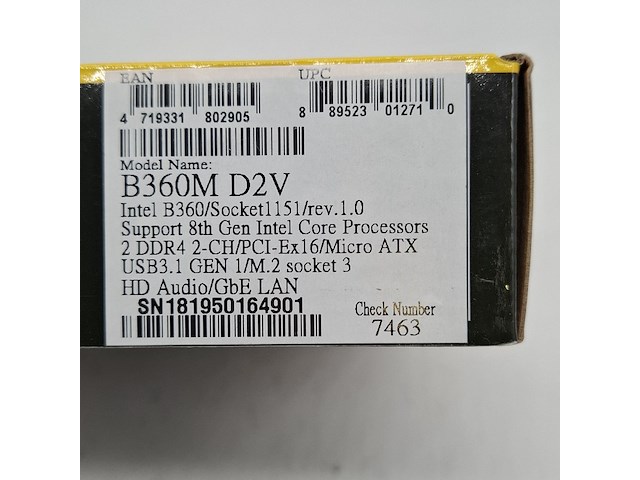 EAN UPC
4 719331 802905 8 89523 01271 0
Model Name:
B360M D2V
Intel B360/Socket1151/rev.1.0
Support 8th Gen Intel Core Processors
2 DDR4 2-CH/PCI-Ex16/Micro ATX
USB3.1 GEN 1/M.2 socket 3
HD Audio/GbE LAN
SN181950164901
Check Number
7463